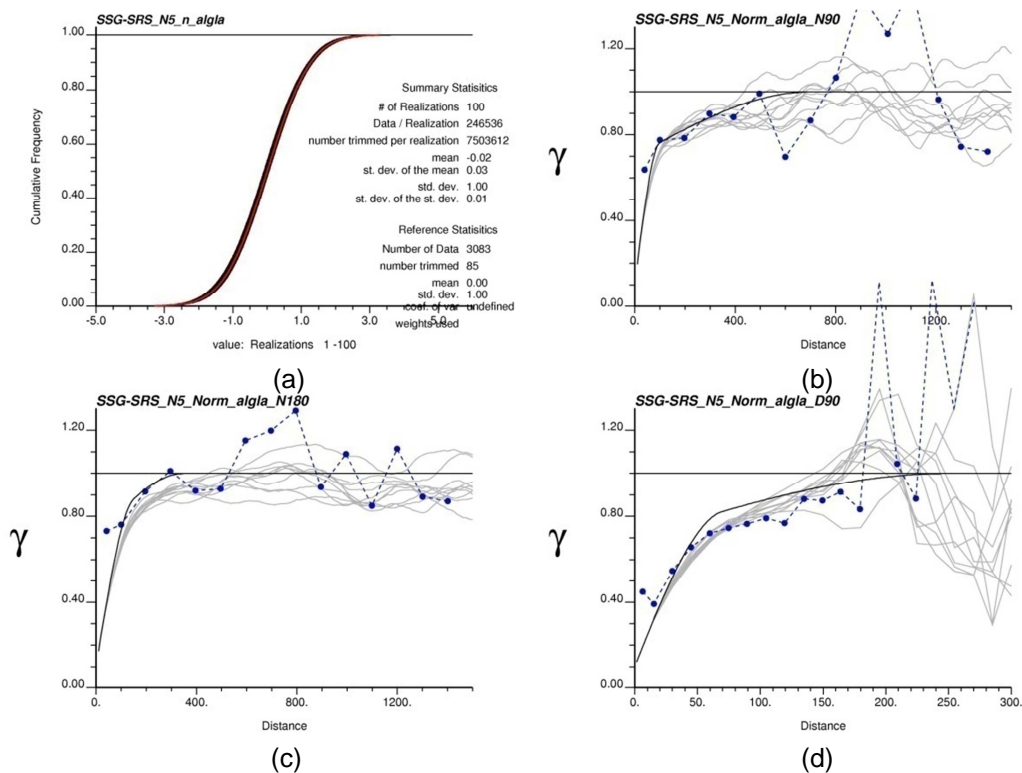 SSG-SRS_N5_n_algla
1.00
0.80
0.60
0.40
0.20
0.00
Cumulative Frequency
-5.0 -3.0 -1.0 1.0 3.0 5.0
value: Realizations 1 -100
Summary Statisitics
# of Realizations 100
Data / Realization 246536
number trimmed per realization 7503612
mean -0.02
st. dev. of the mean 0.03
std. dev. 1.00
st. dev. of the st. dev. 0.01
Reference Statisitics
Number of Data 3083
number trimmed 85
mean 0.00
std. dev. 1.00
coef. of var undefined
weights used
(a)
SSG-SRS_N5_Norm_algla_N90
γ
1.20
0.80
0.40
0.00
0. 400. 800. 1200.
Distance
(b)
SSG-SRS_N5_Norm_algla_N180
γ
1.20
0.80
0.40
0.00
0. 400. 800. 1200.
Distance
(c)
SSG-SRS_N5_Norm_algla_D90
γ
1.20
0.80
0.40
0.00
0. 50. 100. 150. 200. 250. 300.
Distance
(d)